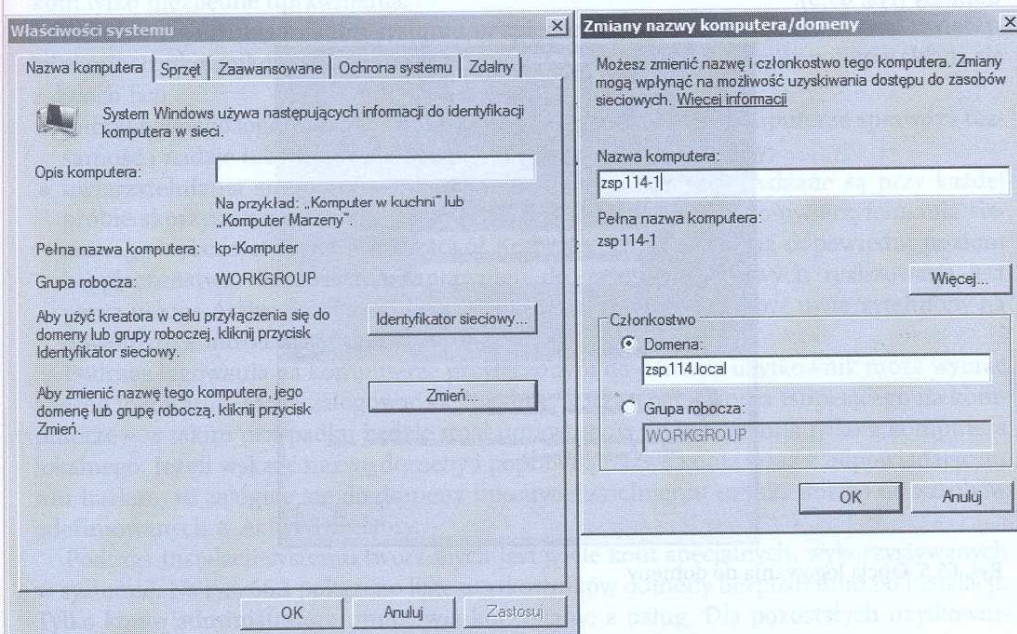 Właściwości systemu
Nazwa komputera
Sprzęt
Zaawansowane
Ochrona systemu
Zdalny
System Windows używa następujących informacji do identyfikacji
komputera w sieci.
Opis komputera:
Na przykład: „Komputer w kuchni" lub
„Komputer Marzeny".
Pełna nazwa komputera: kp-Komputer
Grupa robocza: WORKGROUP
Aby użyć kreatora w celu przyłączenia się do
domeny lub grupy roboczej, kliknij przycisk
Identyfikator sieciowy.
Identyfikator sieciowy...
Aby zmienić nazwę tego komputera, jego
domenę lub grupę roboczą, kliknij przycisk
Zmień.
Zmień...
OK
Anuluj
Zastosuj
Zmiany nazwy komputera/domeny
Możesz zmienić nazwę i członkostwo tego komputera. Zmiany
mogą wpłynąć na możliwość uzyskiwania dostępu do zasobów
sieciowych. Więcej informacji
Nazwa komputera:
zsp114-1
Pełna nazwa komputera:
zsp114-1
Więcej...
Członkostwo
Domena:
zsp114.local
Grupa robocza:
WORKGROUP
OK
Anuluj